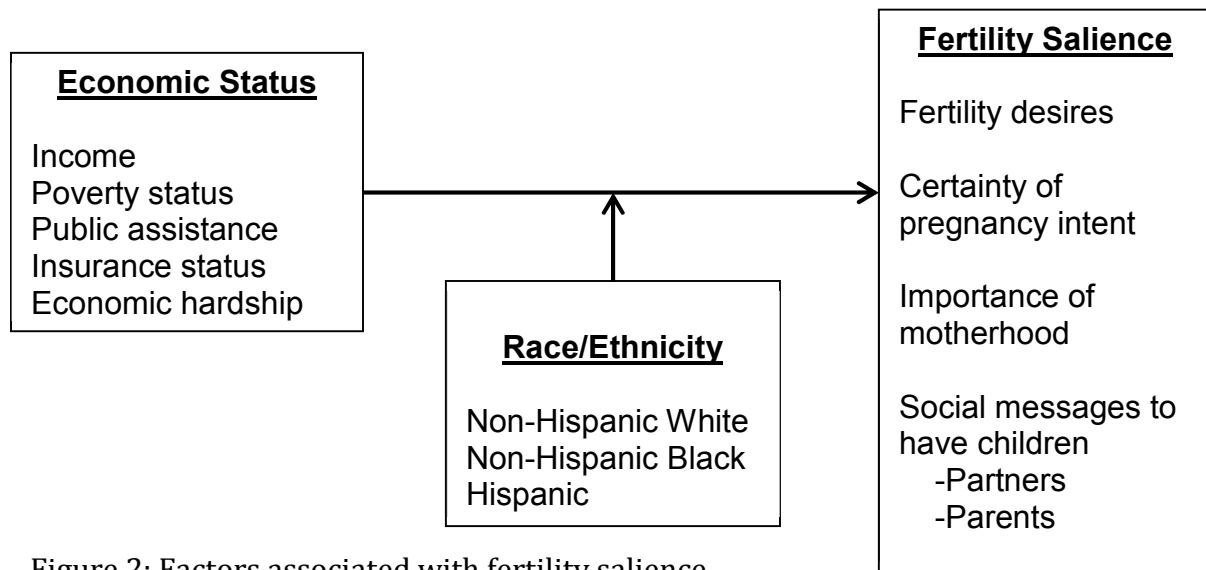 Economic Status
Income
Poverty status
Public assistance
Insurance status
Economic hardship
Race/Ethnicity
Non-Hispanic White
Non-Hispanic Black
Hispanic
Fertility Salience
Fertility desires
Certainty of
pregnancy intent
Importance of
motherhood
Social messages to
have children
-Partners
-Parents
Figure 2: Factors associated with fertility salience